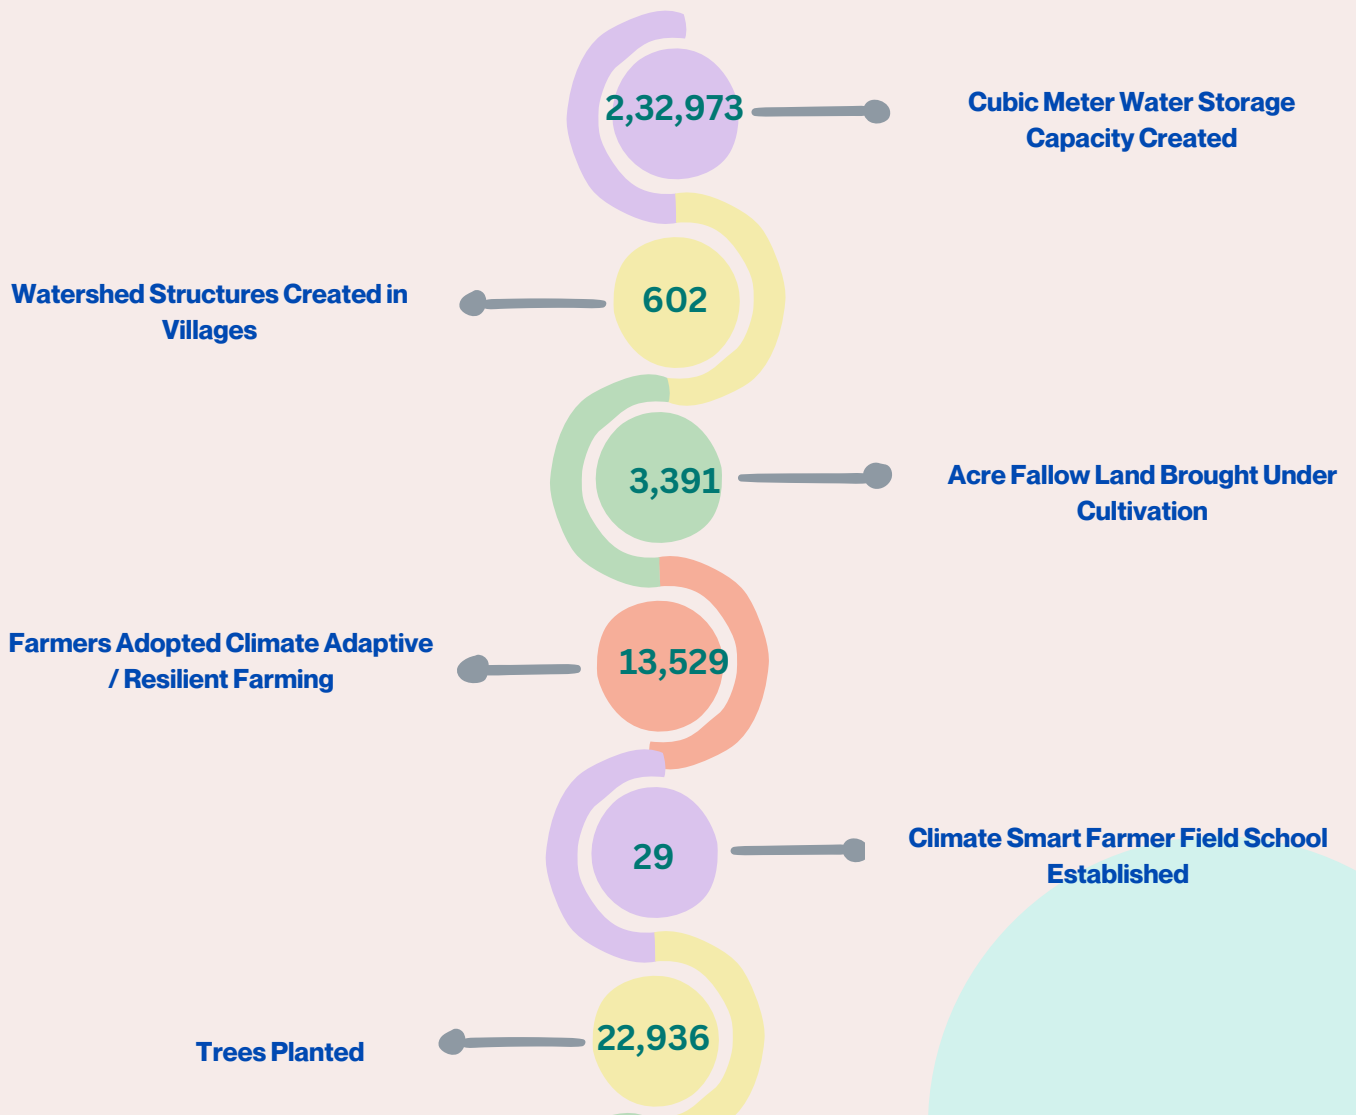 2,32,973
Cubic Meter Water Storage
Capacity Created
602
Watershed Structures Created in
Villages
3,391
Acre Fallow Land Brought Under
Cultivation
13,529
Farmers Adopted Climate Adaptive
/ Resilient Farming
29
Climate Smart Farmer Field School
Established
22,936
Trees Planted